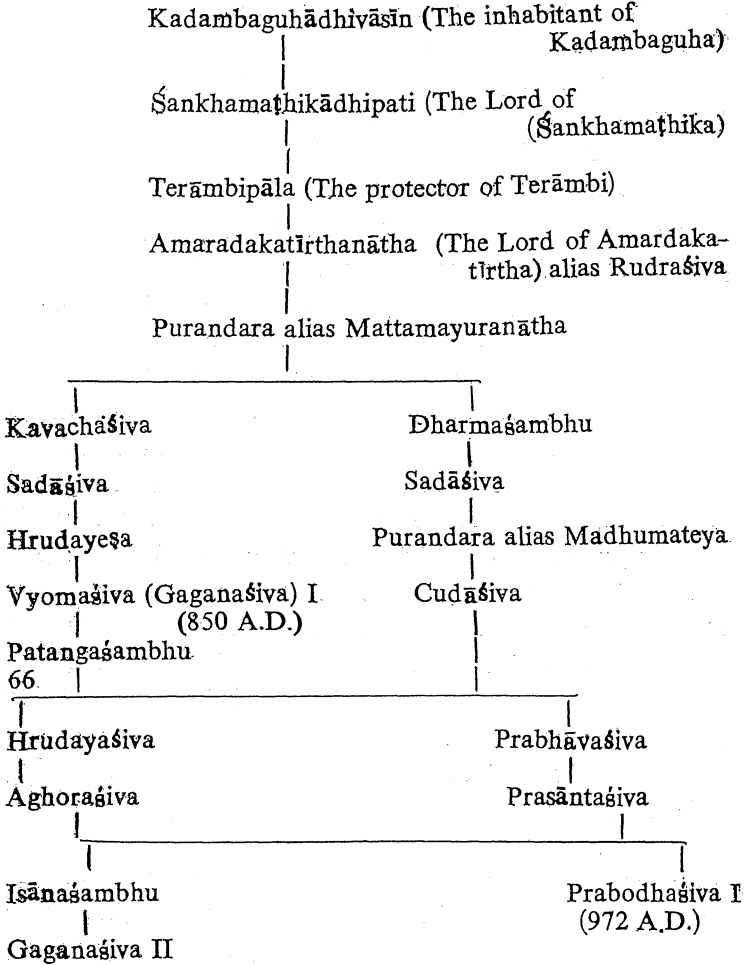 Kadambaguhādhivāsīn (The inhabitant of
Kadambaguha)
Śankhamaṭhikādhipati (The Lord of
(Śankhamaṭhika)
Terāmbipāla (The protector of Terāmbi)
Amaradakatīrthanātha (The Lord of Amardaka-
tīrtha) alias Rudraśiva
Purandara alias Mattamayuranātha
Kavachaśiva Dharmaśambhu
Sadāśiva Sadāśiva
Hrudayeṣa Purandara alias Madhumateya
Vyomaśiva (Gaganaśiva) I Cudāśiva
(850 A.D.)
Patangaśambhu
66
Hrudayaśiva Prabhāvaśiva
Aghoraśiva Prasāntaśiva
Isānaśambhu Prabodhaśiva I
(972 A.D.)
Gaganaśiva II